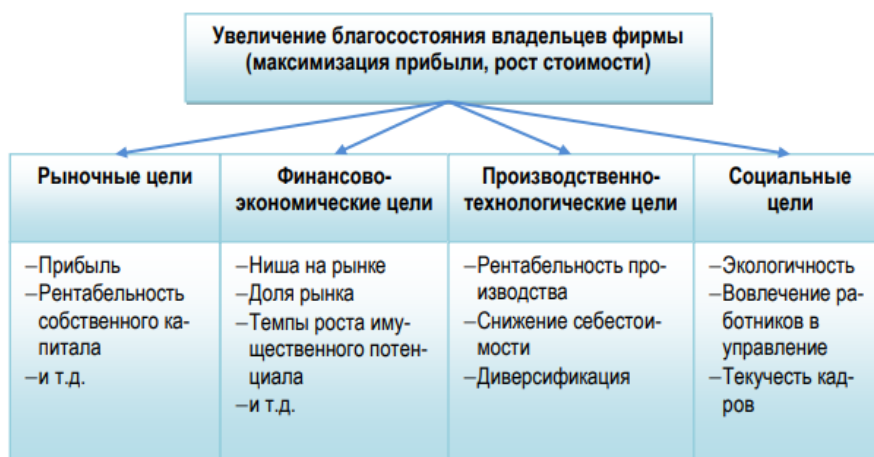 Увеличение благосостояния владельцев фирмы
(максимизация прибыли, рост стоимости)
Рыночные цели
–Прибыль
–Рентабельность
собственного ка-
питала
–и т.д.
Финансово-
экономические цели
–Ниша на рынке
–Доля рынка
–Темпы роста иму-
щественного потен-
циала
–и т.д.
Производственно-
технологические цели
–Рентабельность про-
изводства
–Снижение себестои-
мости
–Диверсификация
Социальные
цели
–Экологичность
–Вовлечение ра-
ботников в
управление
–Текучесть кад-
ров